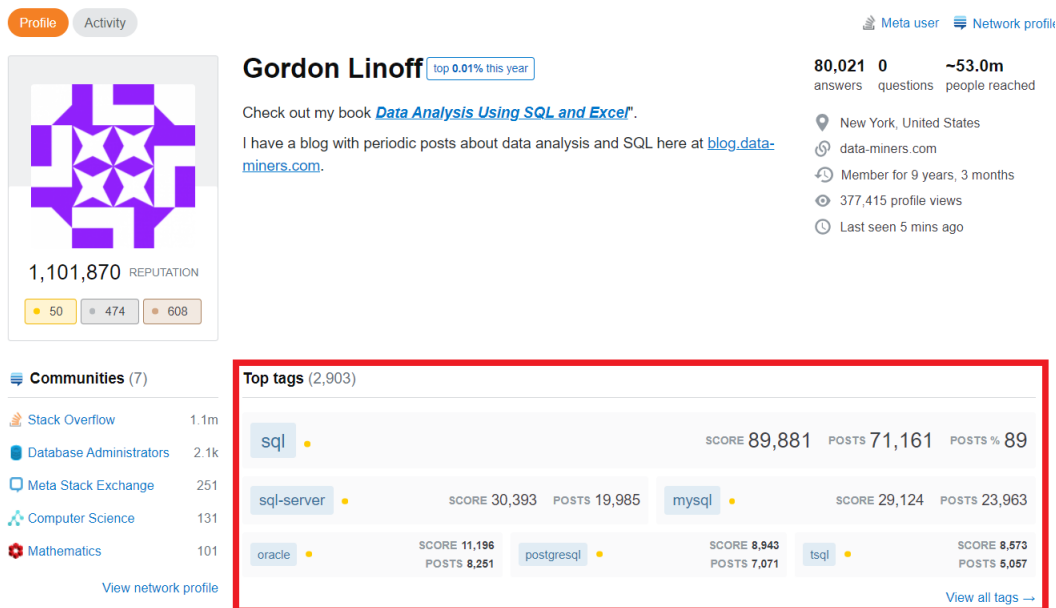 Profile Activity Meta user Network profile
Gordon Linoff top 0.01% this year
Check out my book Data Analysis Using SQL and Excel".
I have a blog with periodic posts about data analysis and SQL here at blog.data-
miners.com.
80,021 0 ~53.0m
answers questions people reached
New York, United States
data-miners.com
Member for 9 years, 3 months
377,415 profile views
Last seen 5 mins ago
1,101,870 REPUTATION
50 474 608
Communities (7)
Stack Overflow 1.1m
Database Administrators 2.1k
Meta Stack Exchange 251
Computer Science 131
Mathematics 101
View network profile
Top tags (2,903)
sql SCORE 89,881 POSTS 71,161 POSTS % 89
sql-server SCORE 30,393 POSTS 19,985
mysql SCORE 29,124 POSTS 23,963
oracle SCORE 11,196
POSTS 8,251
postgresql SCORE 8,943
POSTS 7,071
tsql SCORE 8,573
POSTS 5,057
View all tags →